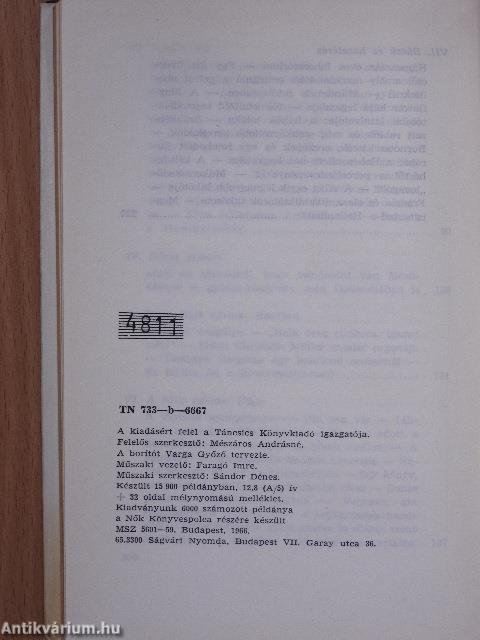 4811
TN 733—b—6667
A kiadásért felel a Táncsics Könyvkiadó igazgatója.
Felelős szerkesztő: Mészáros Andrásné.
A borítót Varga Győző tervezte.
Műszaki vezető: Faragó Imre.
Műszaki szerkesztő: Sándor Dénes.
Készült 15 900 példányban, 12,8 (A/5) ív
+ 32 oldal mélynyomású melléklet.
Kiadványunk 6000 számozott példánya
a Nők Könyvespolca részére készült
MSZ 5601—59. Budapest, 1966.
65.3300 Ságvári Nyomda, Budapest VII. Garay utca 36.
Antikvárium.hu